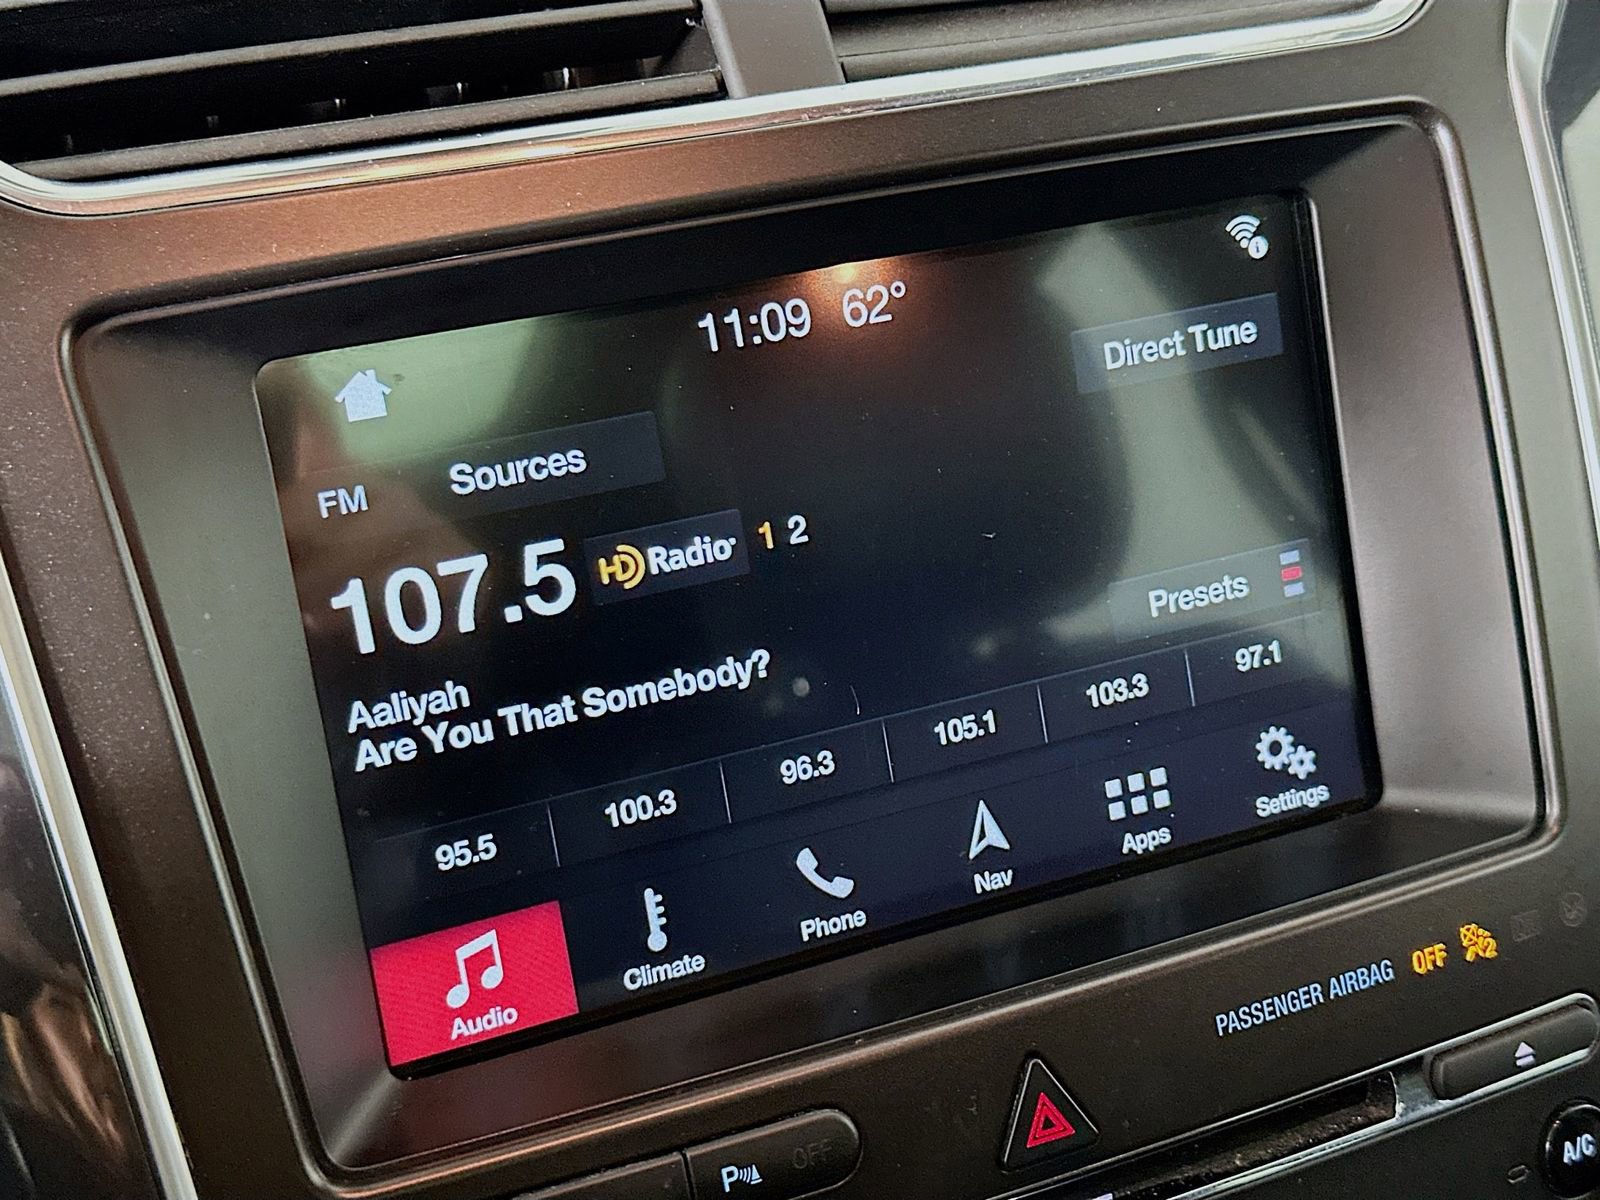 11:09 62°
Direct Tune
FM Sources
107.5 HD Radio 1 2
Presets
Aaliyah
Are You That Somebody?
95.5 100.3 96.3 105.1 103.3 97.1
Audio Climate Phone Nav Apps Settings
PASSENGER AIRBAG OFF 2
P OFF
A/C